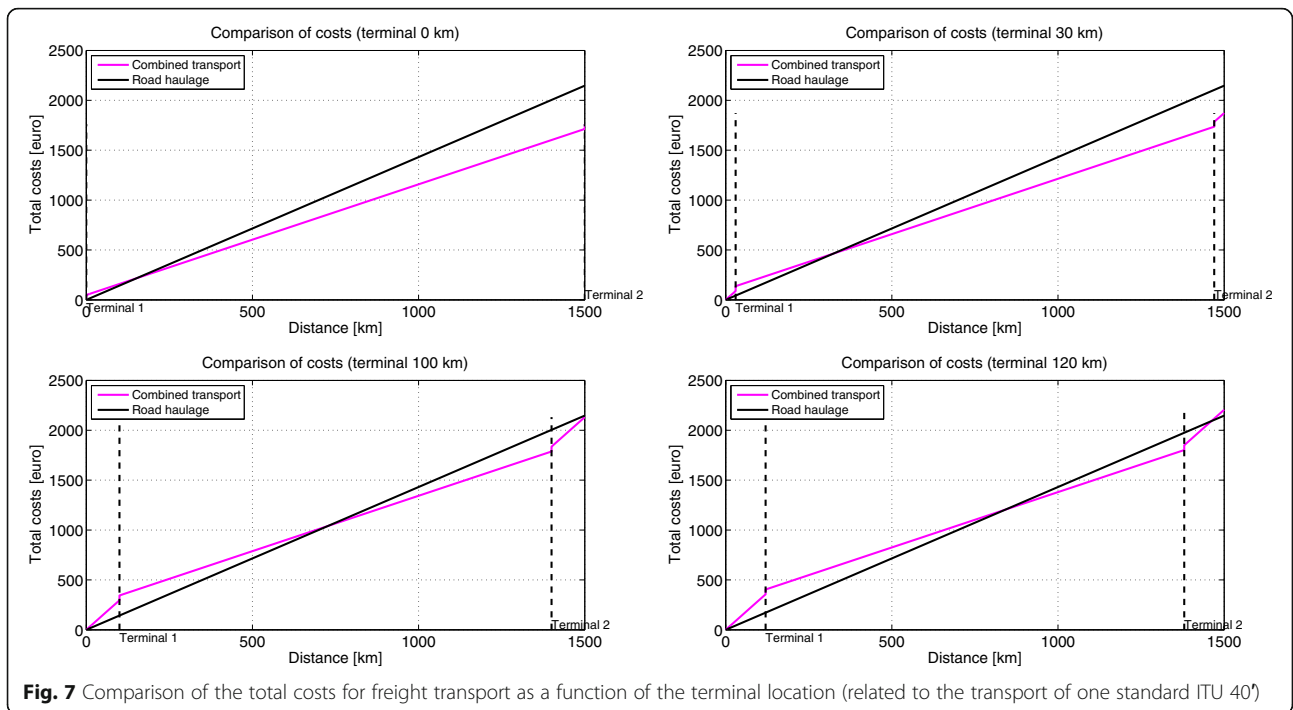 Comparison of costs (terminal 0 km)
2500
2000
1500
1000
500
0
Total costs [euro]
Combined transport
Road haulage
Terminal 1
Terminal 2
0
500
1000
1500
Distance [km]
Comparison of costs (terminal 30 km)
2500
2000
1500
1000
500
0
Total costs [euro]
Combined transport
Road haulage
Terminal 1
Terminal 2
0
500
1000
1500
Distance [km]
Comparison of costs (terminal 100 km)
2500
2000
1500
1000
500
0
Total costs [euro]
Combined transport
Road haulage
Terminal 1
Terminal 2
0
500
1000
1500
Distance [km]
Comparison of costs (terminal 120 km)
2500
2000
1500
1000
500
0
Total costs [euro]
Combined transport
Road haulage
Terminal 1
Terminal 2
0
500
1000
1500
Distance [km]
Fig. 7 Comparison of the total costs for freight transport as a function of the terminal location (related to the transport of one standard ITU 40′)